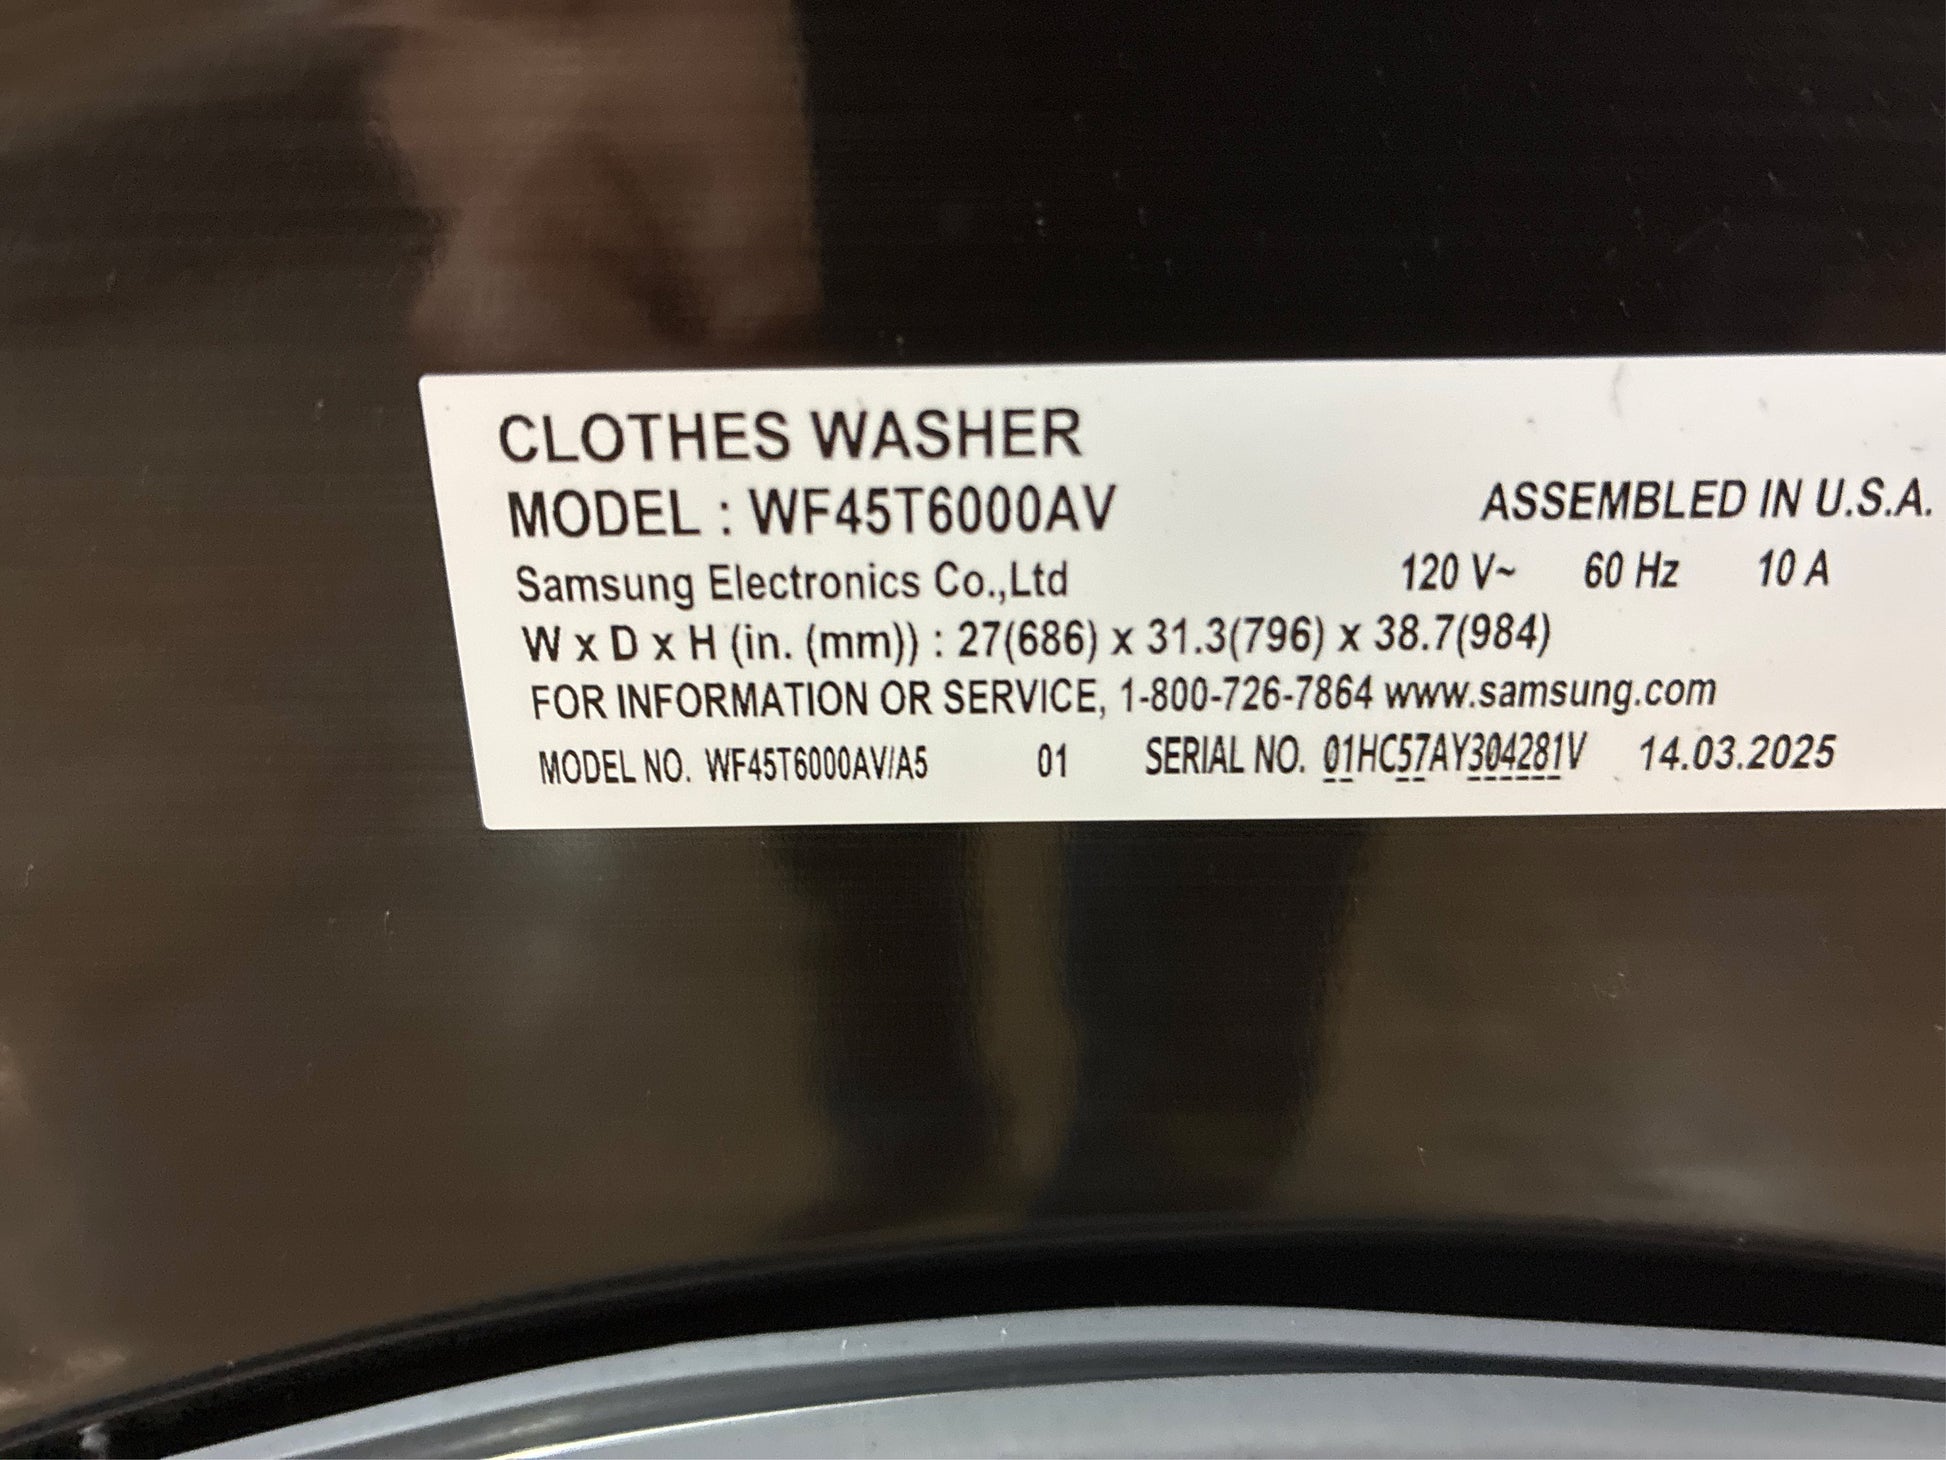 CLOTHES WASHER
MODEL : WF45T6000AV
ASSEMBLED IN U.S.A.
Samsung Electronics Co.,Ltd 120 V~ 60 Hz 10 A
W x D x H (in. (mm)) : 27(686) x 31.3(796) x 38.7(984)
FOR INFORMATION OR SERVICE, 1-800-726-7864 www.samsung.com
MODEL NO. WF45T6000AV/A5 01 SERIAL NO. 01HC57AY304281V 14.03.2025